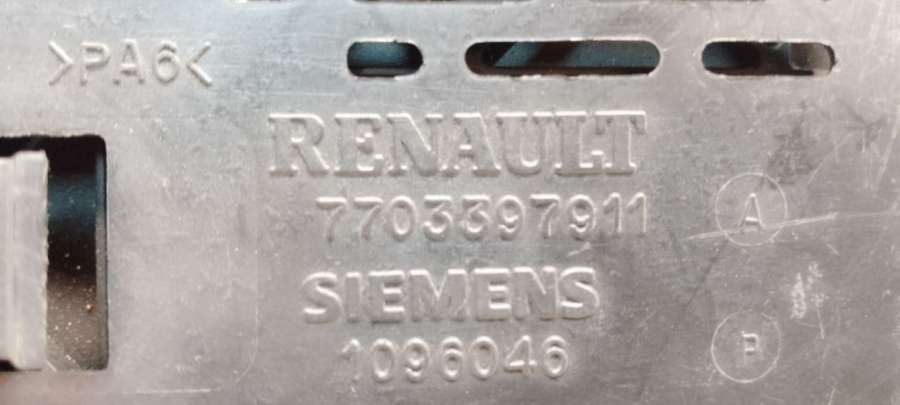 >PA6<
RENAULT
7703397911
A
SIEMENS
1096046
P